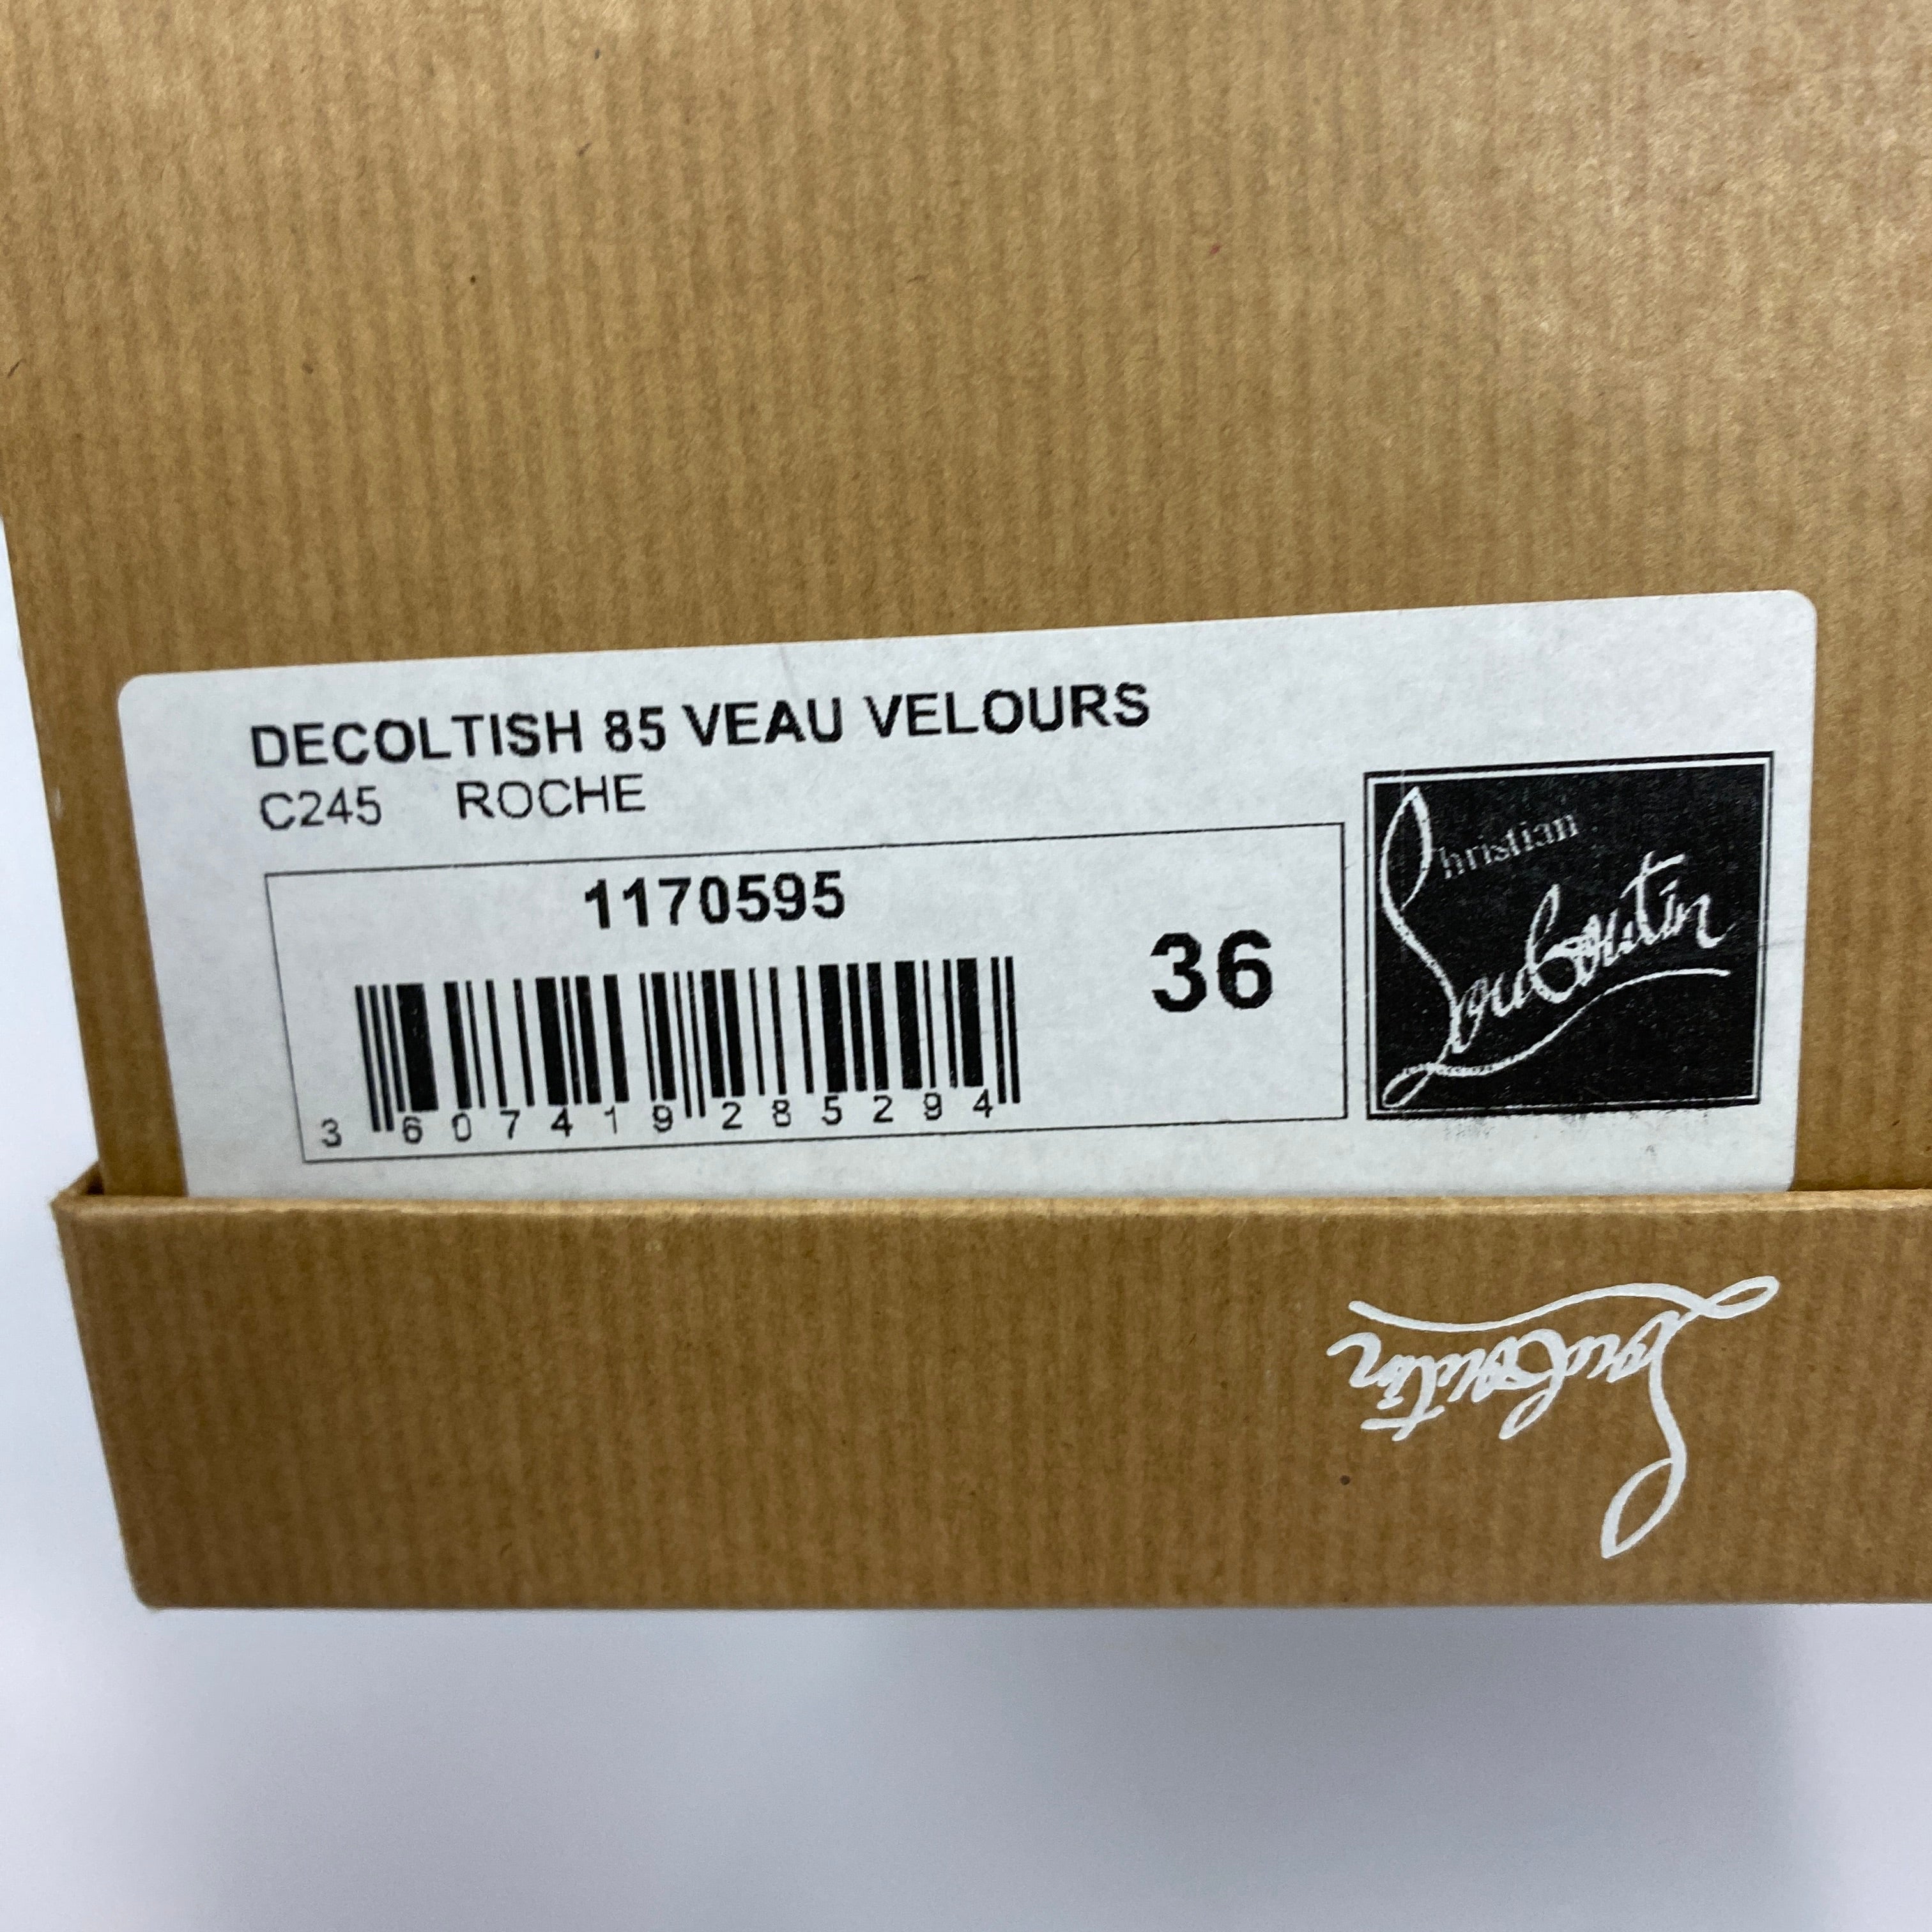 DECOLTISH 85 VEAU VELOURS
C245 ROCHE
1170595
36
3 607419 285294
Christian
Louboutin
Louboutin